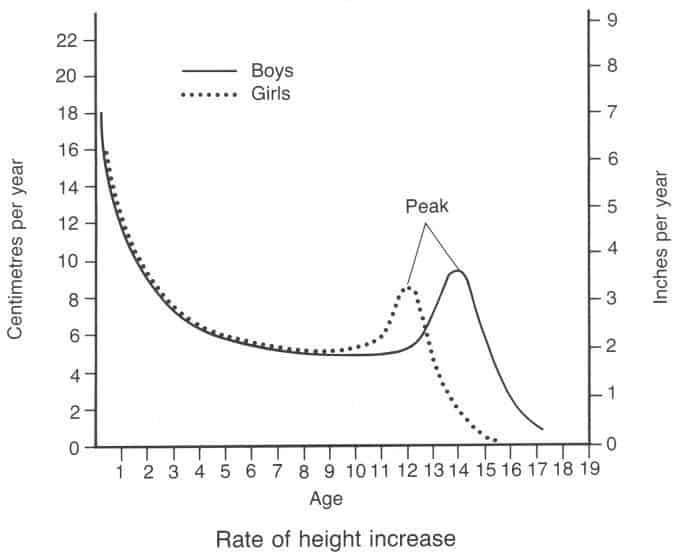 Centimetres per year
22
20
18
16
14
12
10
8
6
4
2
0
Boys
Girls
Peak
9
8
7
6
5
4
3
2
1
0
Inches per year
1 2 3 4 5 6 7 8 9 10 11 12 13 14 15 16 17 18 19
Age
Rate of height increase